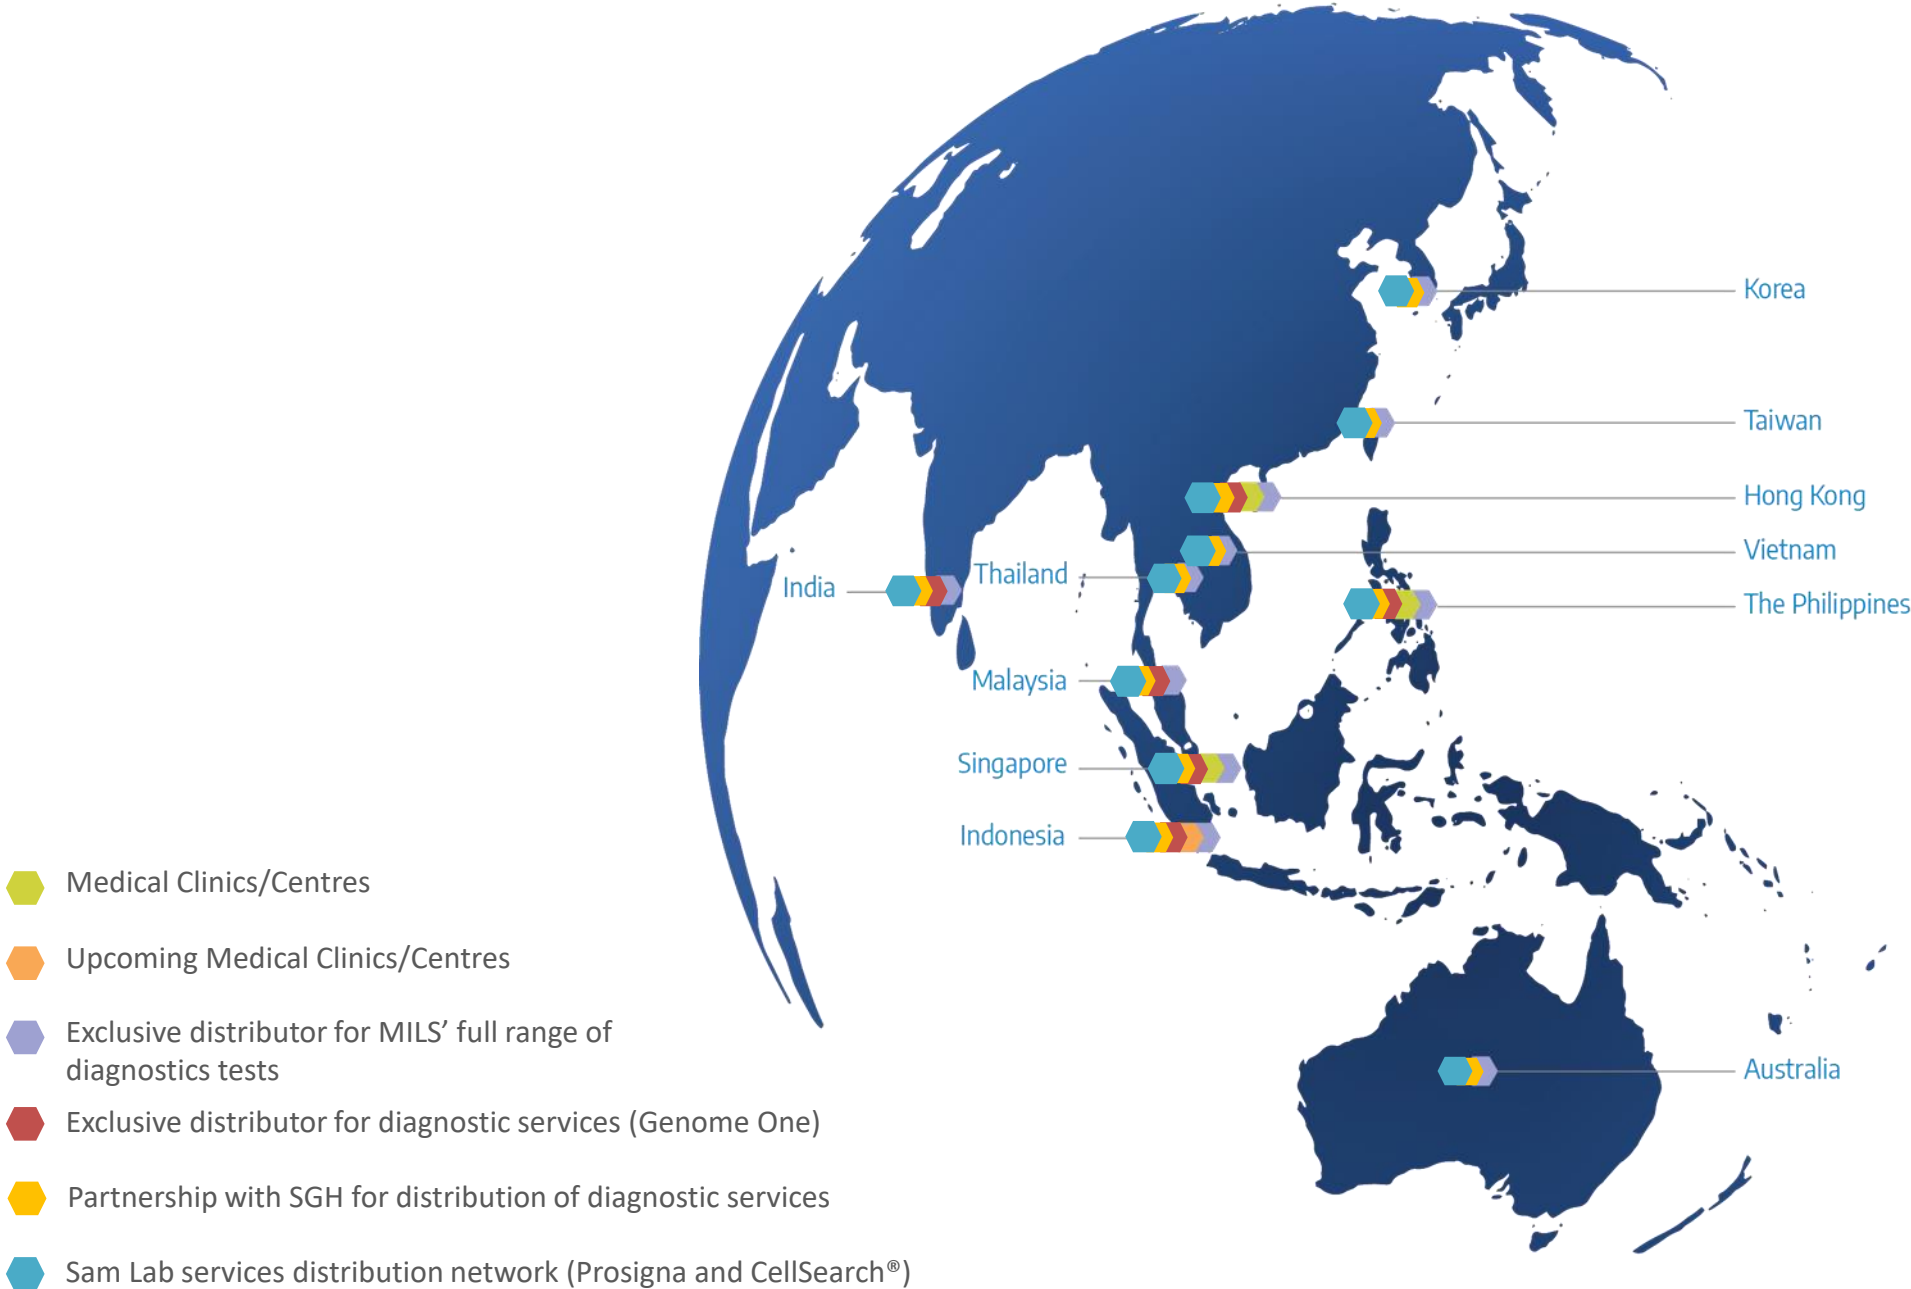 Korea
Taiwan
Hong Kong
Vietnam
Thailand
India
The Philippines
Malaysia
Singapore
Indonesia
Medical Clinics/Centres
Upcoming Medical Clinics/Centres
Exclusive distributor for MILS’ full range of
diagnostics tests
Australia
Exclusive distributor for diagnostic services (Genome One)
Partnership with SGH for distribution of diagnostic services
Sam Lab services distribution network (Prosigna and CellSearch®)